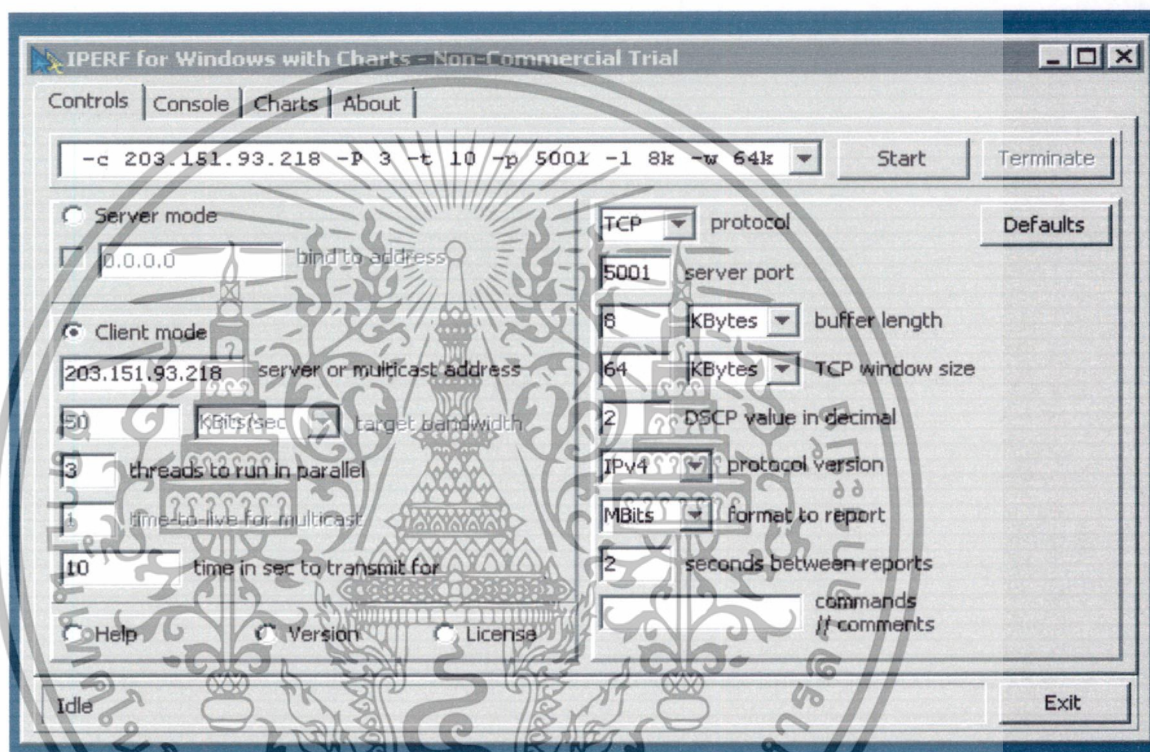 IPERF for Windows with Charts - Non-Commercial Trial
Controls Console Charts About
-c 203.151.93.218 -P 3 -t 10 -p 5001 -l 8k -w 64k Start Terminate
Server mode
0.0.0.0 bind to address
Client mode
203.151.93.218 server or multicast address
50 KBits/sec target bandwidth
3 threads to run in parallel
1 time-to-live for multicast
10 time in sec to transmit for
Help Version License
TCP protocol Defaults
5001 server port
8 KBytes buffer length
64 KBytes TCP window size
2 DSCP value in decimal
IPv4 protocol version
MBits format to report
2 seconds between reports
commands
// comments
Idle Exit